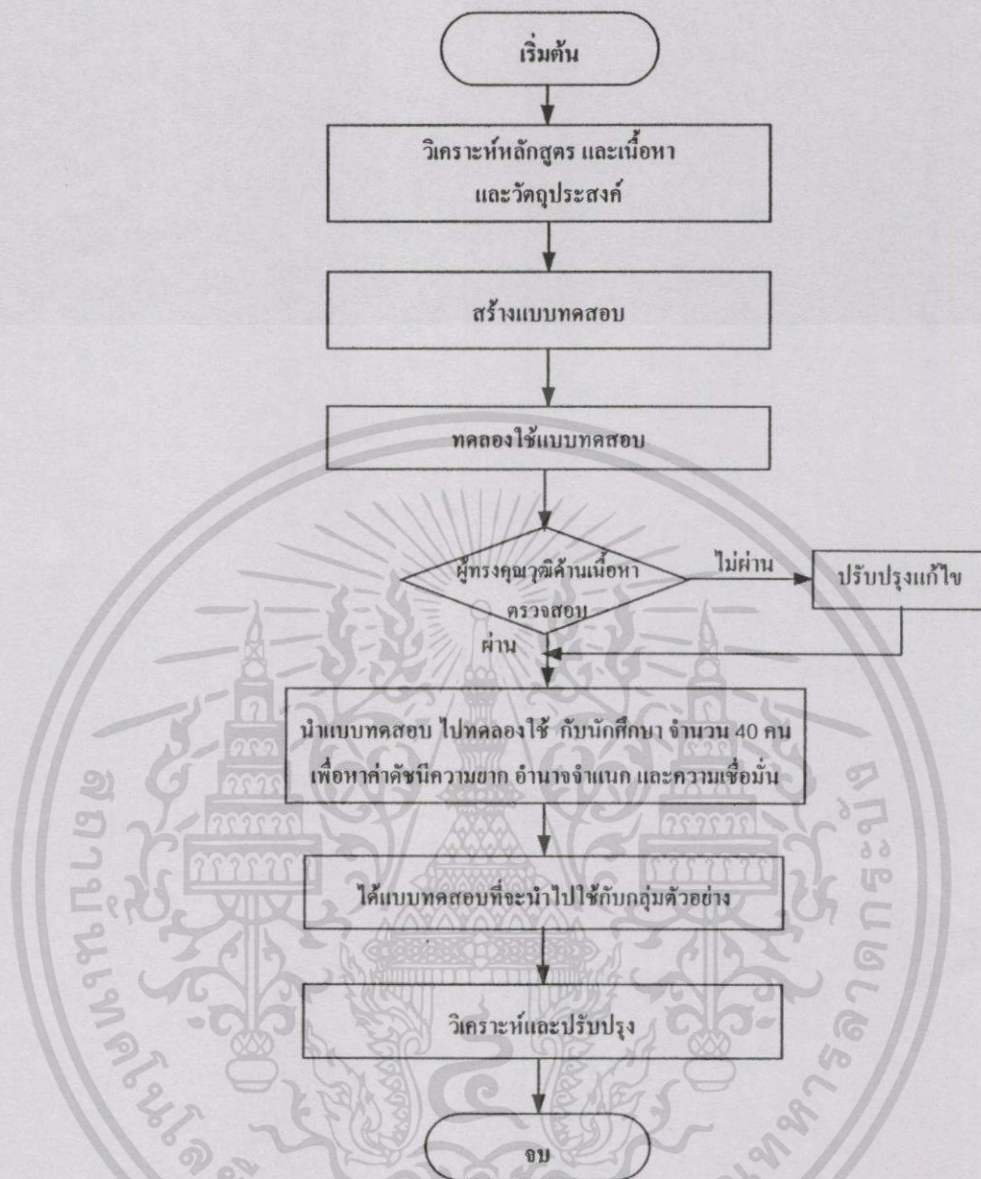 เริ่มต้น
วิเคราะห์หลักสูตร และเนื้อหา
และวัตถุประสงค์
สร้างแบบทดสอบ
ทดลองใช้แบบทดสอบ
ผู้ทรงคุณวุฒิด้านเนื้อหา
ตรวจสอบ
ไม่ผ่าน
ปรับปรุงแก้ไข
ผ่าน
นำแบบทดสอบ ไปทดลองใช้ กับนักศึกษา จำนวน 40 คน
เพื่อหาค่าดัชนีความยาก อำนาจจำแนก และความเชื่อมั่น
ได้แบบทดสอบที่จะนำไปใช้กับกลุ่มตัวอย่าง
วิเคราะห์และปรับปรุง
จบ